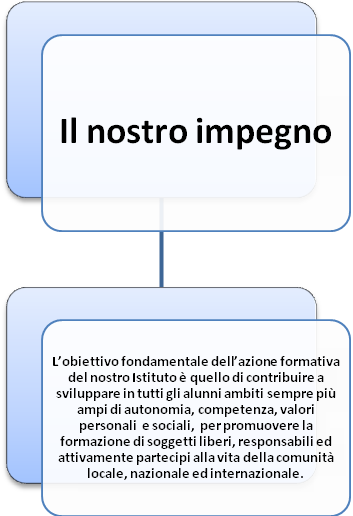 Il nostro impegno
L’obiettivo fondamentale dell’azione formativa
del nostro Istituto è quello di contribuire a
sviluppare in tutti gli alunni ambiti sempre più
ampi di autonomia, competenza, valori
personali e sociali, per promuovere la
formazione di soggetti liberi, responsabili ed
attivamente partecipi alla vita della comunità
locale, nazionale ed internazionale.